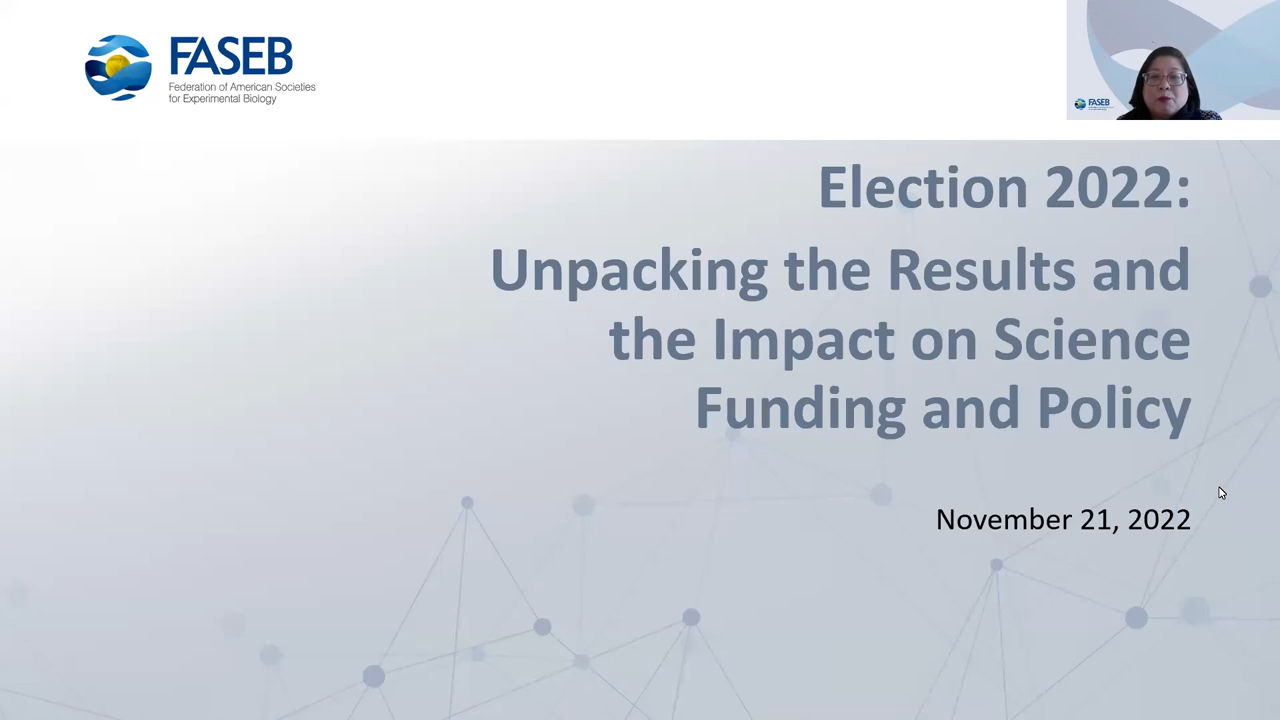 FASEB
Federation of American Societies
for Experimental Biology
FASEB
Election 2022:
Unpacking the Results and
the Impact on Science
Funding and Policy
November 21, 2022